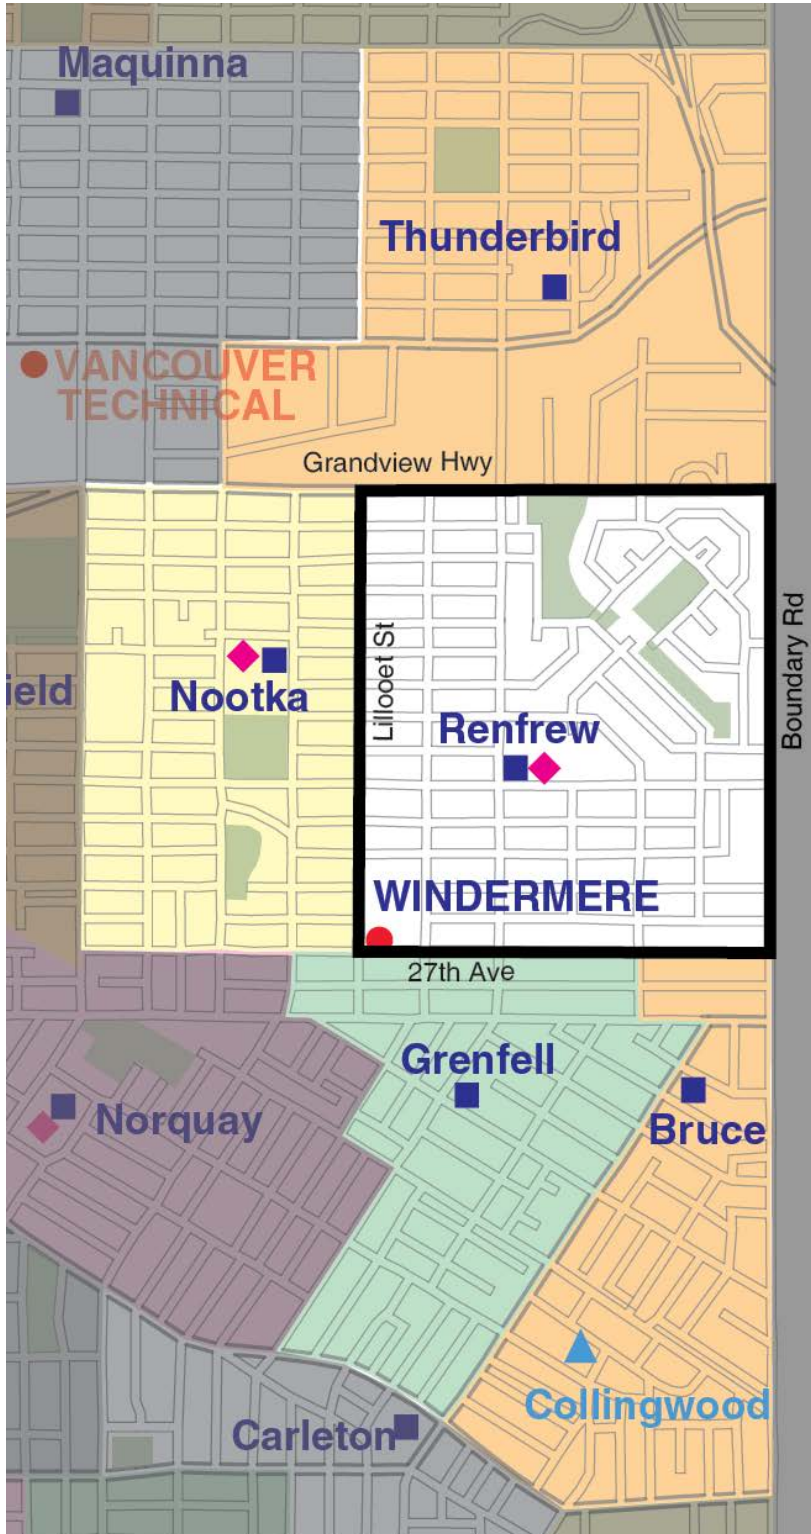 Maquinna
Thunderbird
VANCOUVER
TECHNICAL
Grandview Hwy
Lillooet St
Boundary Rd
ield
Nootka
Renfrew
WINDERMERE
27th Ave
Grenfell
Norquay
Bruce
Collingwood
Carleton